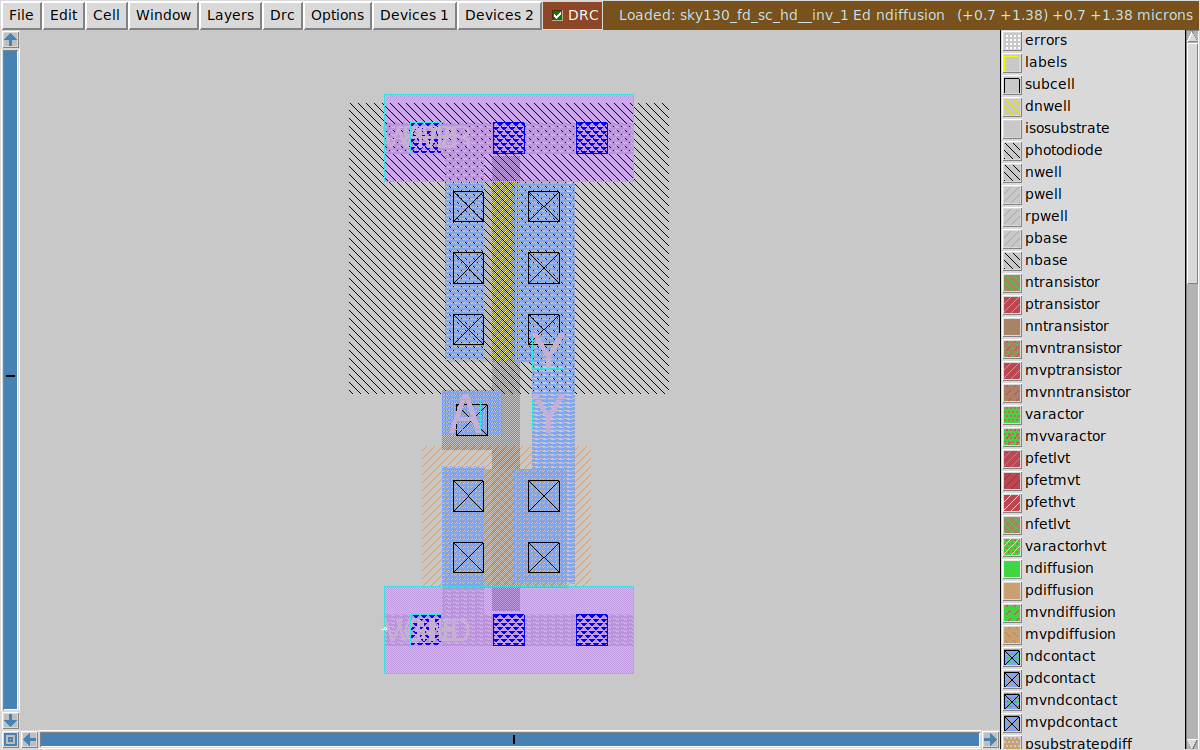 File Edit Cell Window Layers Drc Options Devices 1 Devices 2 DRC Loaded: sky130_fd_sc_hd__inv_1 Ed ndiffusion (+0.7 +1.38) +0.7 +1.38 microns
errors
labels
subcell
dnwell
isosubstrate
photodiode
nwell
pwell
rpwell
pbase
nbase
ntransistor
ptransistor
nntransistor
mvntransistor
mvptransistor
mvnntransistor
varactor
mvvaractor
pfetlvt
pfetmvt
pfethvt
nfetlvt
varactorhvt
ndiffusion
pdiffusion
mvndiffusion
mvpdiffusion
ndcontact
pdcontact
mvndcontact
mvpdcontact
psubstratepdiff
Y
A Y